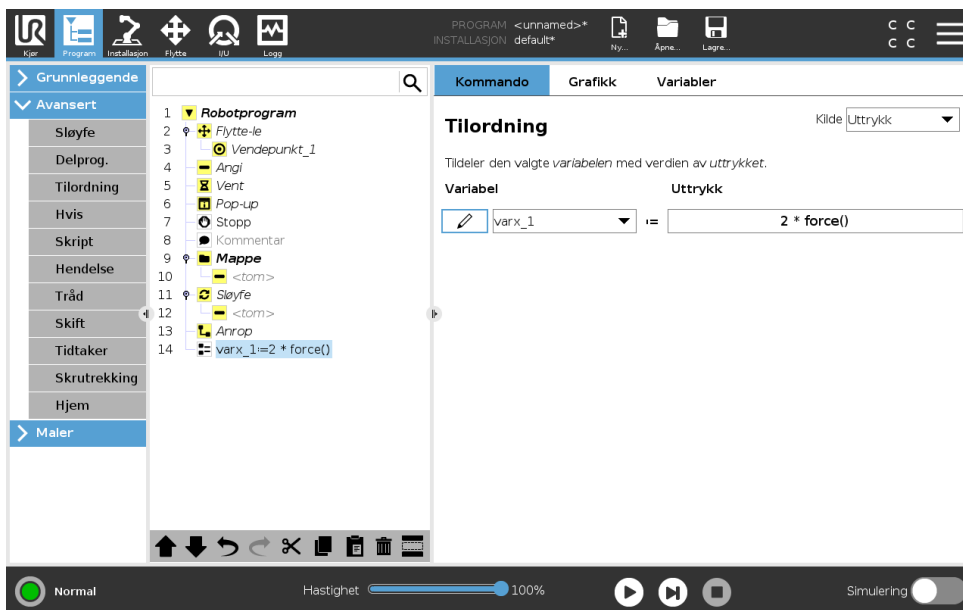 UR
Kjør
Program
Installasjon
Flytte
I/U
Logg
PROGRAM <unnamed>*
INSTALLASJON default*
Ny...
Åpne...
Lagre...
C C
C C
Grunnleggende
Avansert
Sløyfe
Delprog.
Tilordning
Hvis
Skript
Hendelse
Tråd
Skift
Tidtaker
Skrutrekking
Hjem
Maler
1 Robotprogram
2 Flytte-le
3 Vendepunkt_1
4 Angi
5 Vent
6 Pop-up
7 Stopp
8 Kommentar
9 Mappe
10 <tom>
11 Sløyfe
12 <tom>
13 Anrop
14 varx_1:=2 * force()
Kommando Grafikk Variabler
Tilordning
Kilde Uttrykk
Tildeler den valgte variabelen med verdien av uttrykket.
Variabel Uttrykk
varx_1 := 2 * force()
Normal
Hastighet 100%
Simulering